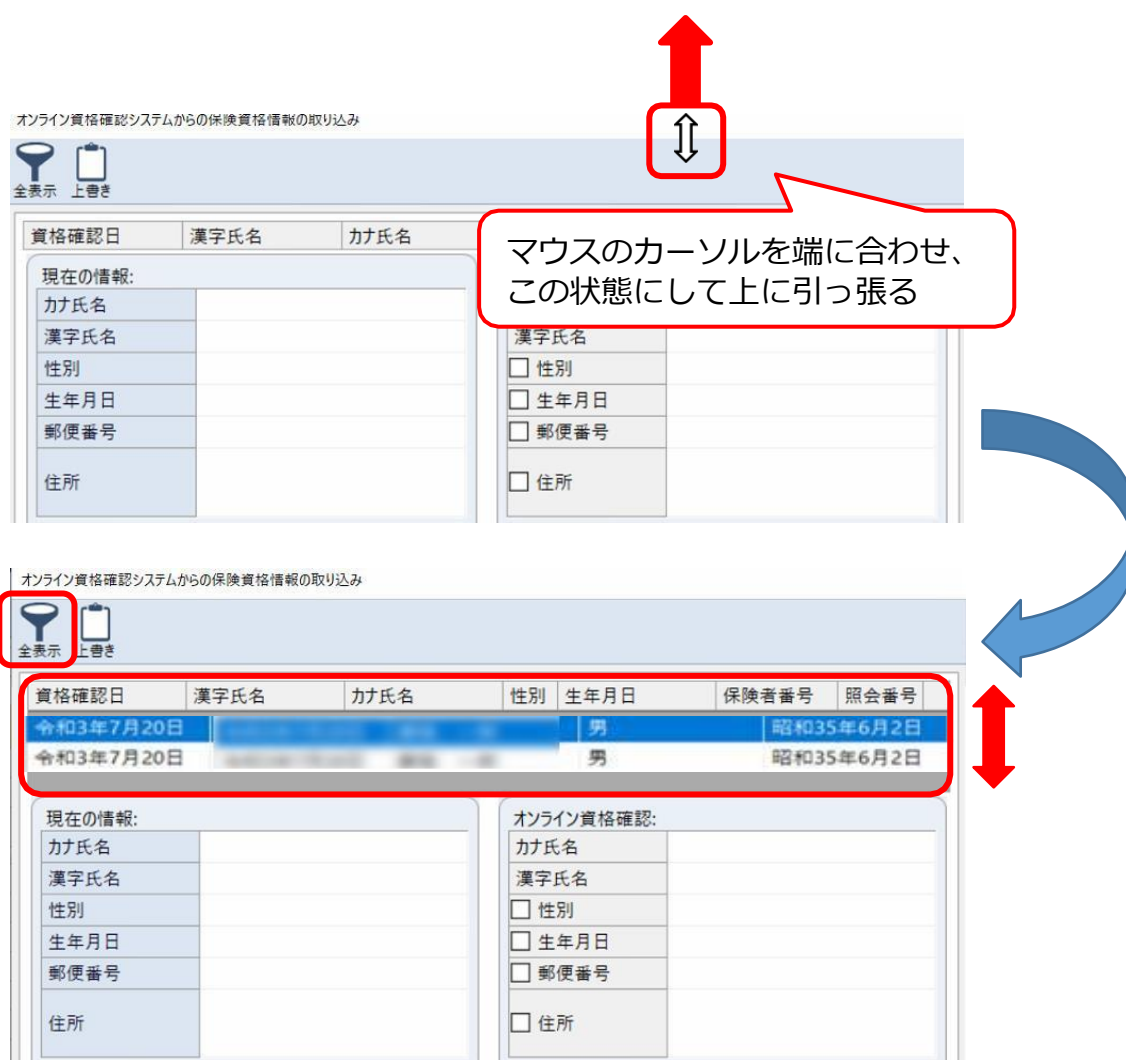 オンライン資格確認システムからの保険資格情報の取り込み
全表示 上書き
資格確認日 漢字氏名 カナ氏名
マウスのカーソルを端に合わせ、
この状態にして上に引っ張る
現在の情報:
カナ氏名
漢字氏名 漢字氏名
性別 性別
生年月日 生年月日
郵便番号 郵便番号
住所 住所
オンライン資格確認システムからの保険資格情報の取り込み
全表示 上書き
資格確認日 漢字氏名 カナ氏名 性別 生年月日 保険者番号 照会番号
令和3年7月20日 男 昭和35年6月2日
令和3年7月20日 男 昭和35年6月2日
現在の情報: オンライン資格確認:
カナ氏名 カナ氏名
漢字氏名 漢字氏名
性別 性別
生年月日 生年月日
郵便番号 郵便番号
住所 住所